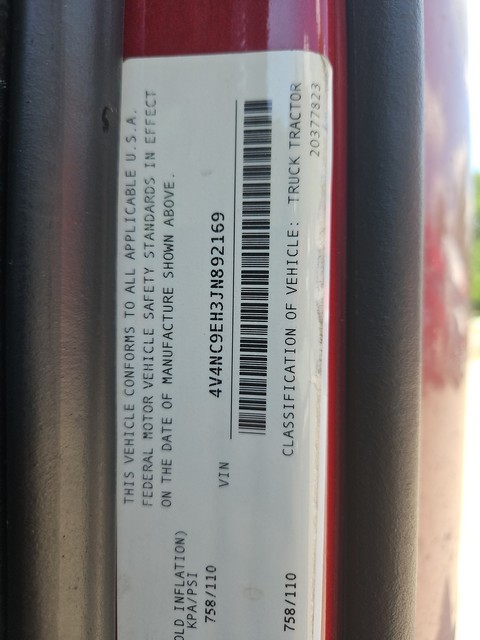 THIS VEHICLE CONFORMS TO ALL APPLICABLE U.S.A.
FEDERAL MOTOR VEHICLE SAFETY STANDARDS IN EFFECT
ON THE DATE OF MANUFACTURE SHOWN ABOVE.
OLD INFLATION)
KPA/PSI
758/110
VIN
4V4NC9EH3JN892169
758/110
CLASSIFICATION OF VEHICLE: TRUCK TRACTOR
20377823